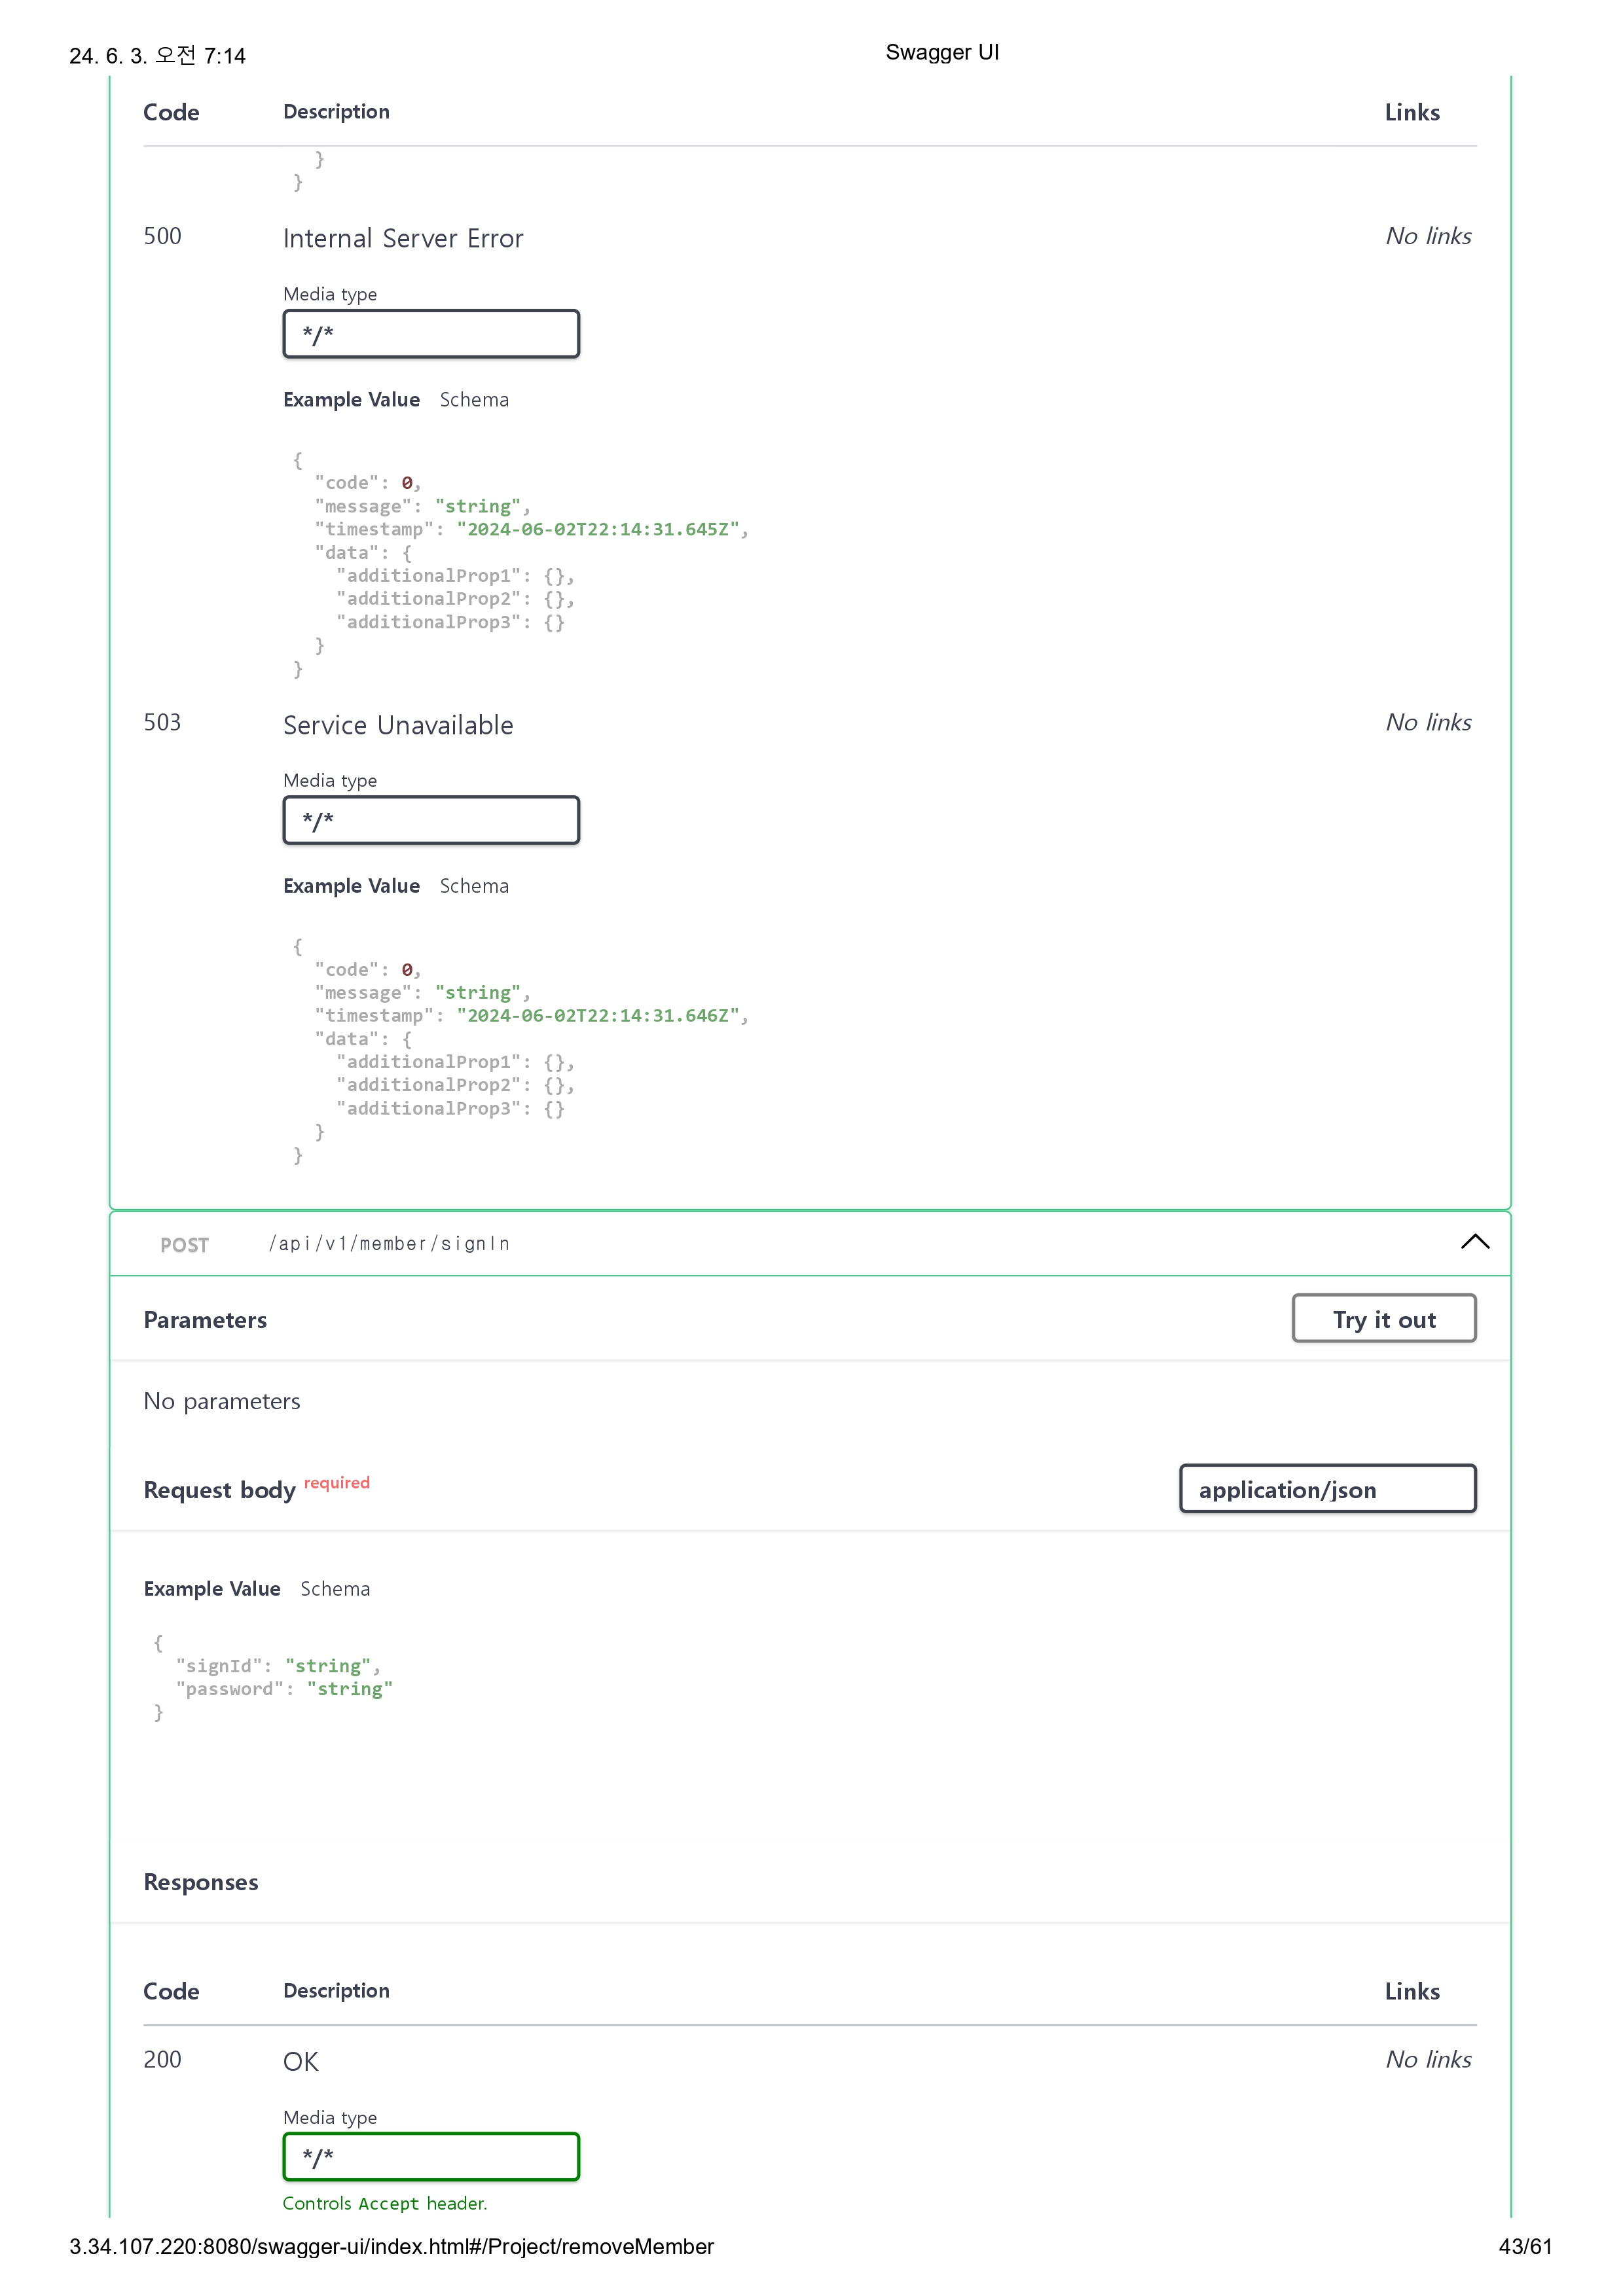 24. 6. 3. 오전 7:14 Swagger UI
Code Description Links
}
}
500 Internal Server Error No links
Media type
*/*
Example Value Schema
{
"code": 0,
"message": "string",
"timestamp": "2024-06-02T22:14:31.645Z",
"data": {
"additionalProp1": {},
"additionalProp2": {},
"additionalProp3": {}
}
}
503 Service Unavailable No links
Media type
*/*
Example Value Schema
{
"code": 0,
"message": "string",
"timestamp": "2024-06-02T22:14:31.646Z",
"data": {
"additionalProp1": {},
"additionalProp2": {},
"additionalProp3": {}
}
}
POST /api/v1/member/signIn
Parameters Try it out
No parameters
Request body required application/json
Example Value Schema
{
"signId": "string",
"password": "string"
}
Responses
Code Description Links
200 OK No links
Media type
*/*
Controls Accept header.
3.34.107.220:8080/swagger-ui/index.html#/Project/removeMember 43/61